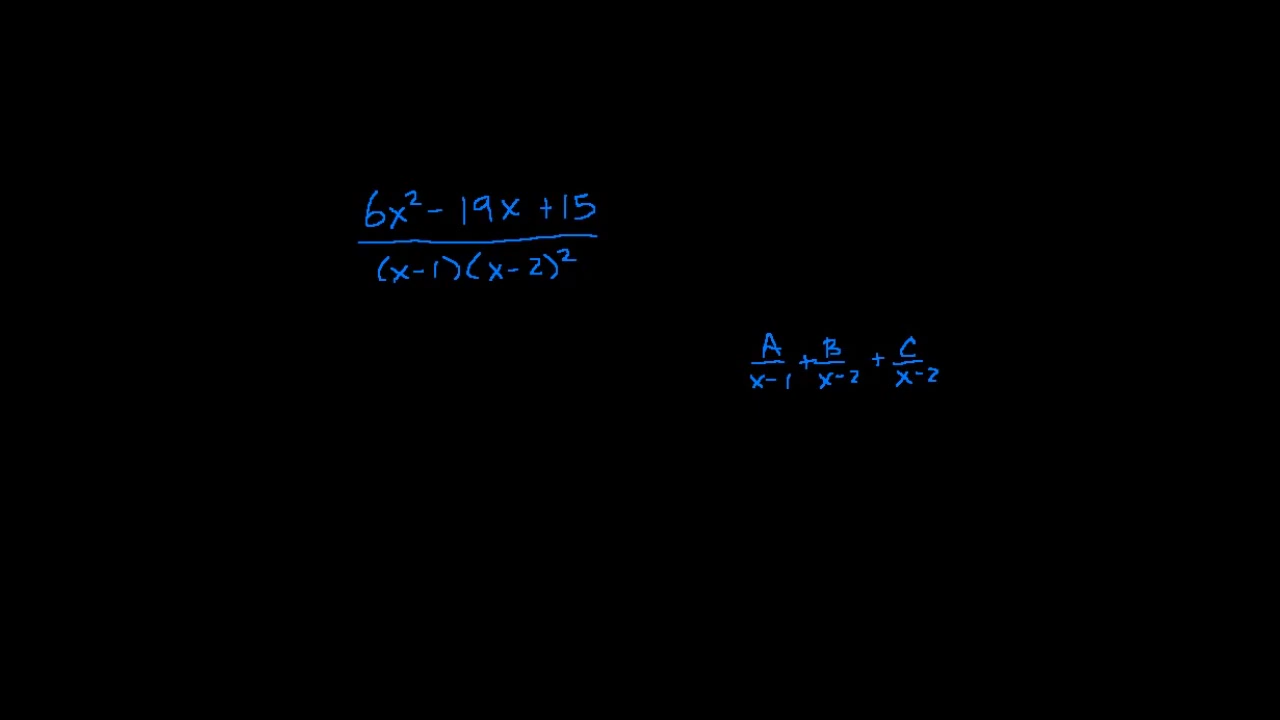 6x² - 19x + 15
(x-1)(x-2)²
A + B + C
x-1 x-2 x-2